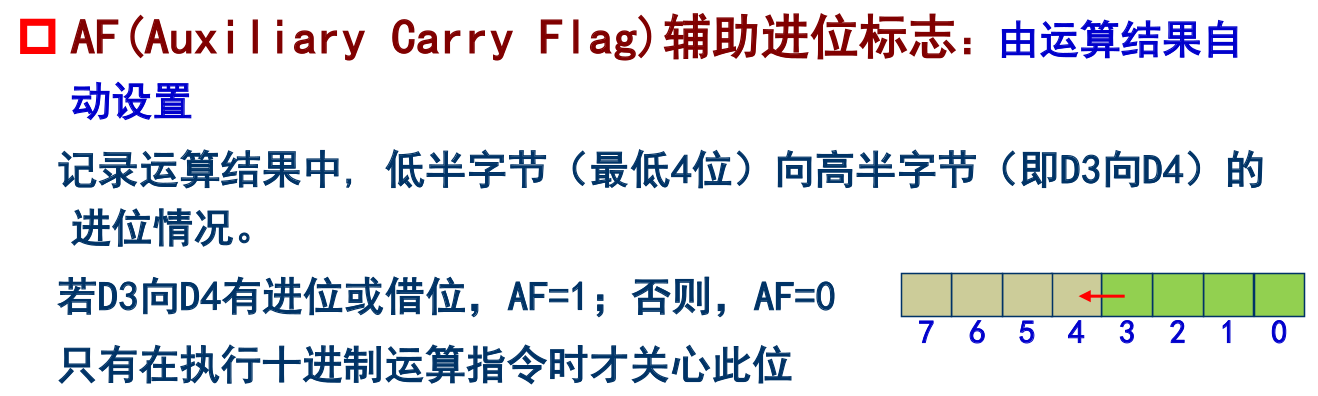 AF(Auxiliary Carry Flag)辅助进位标志：由运算结果自
动设置
记录运算结果中，低半字节（最低4位）向高半字节（即D3向D4）的
进位情况。
若D3向D4有进位或借位，AF=1；否则，AF=0
7 6 5 4 3 2 1 0
只有在执行十进制运算指令时才关心此位